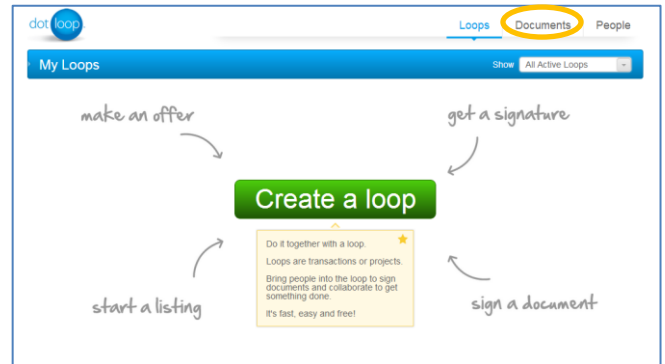 dot loop
Loops Documents People
My Loops
Show All Active Loops
make an offer
get a signature
Create a loop
Do it together with a loop.
Loops are transactions or projects.
Bring people into the loop to sign
documents and collaborate to get
something done.
It's fast, easy and free!
start a listing
sign a document